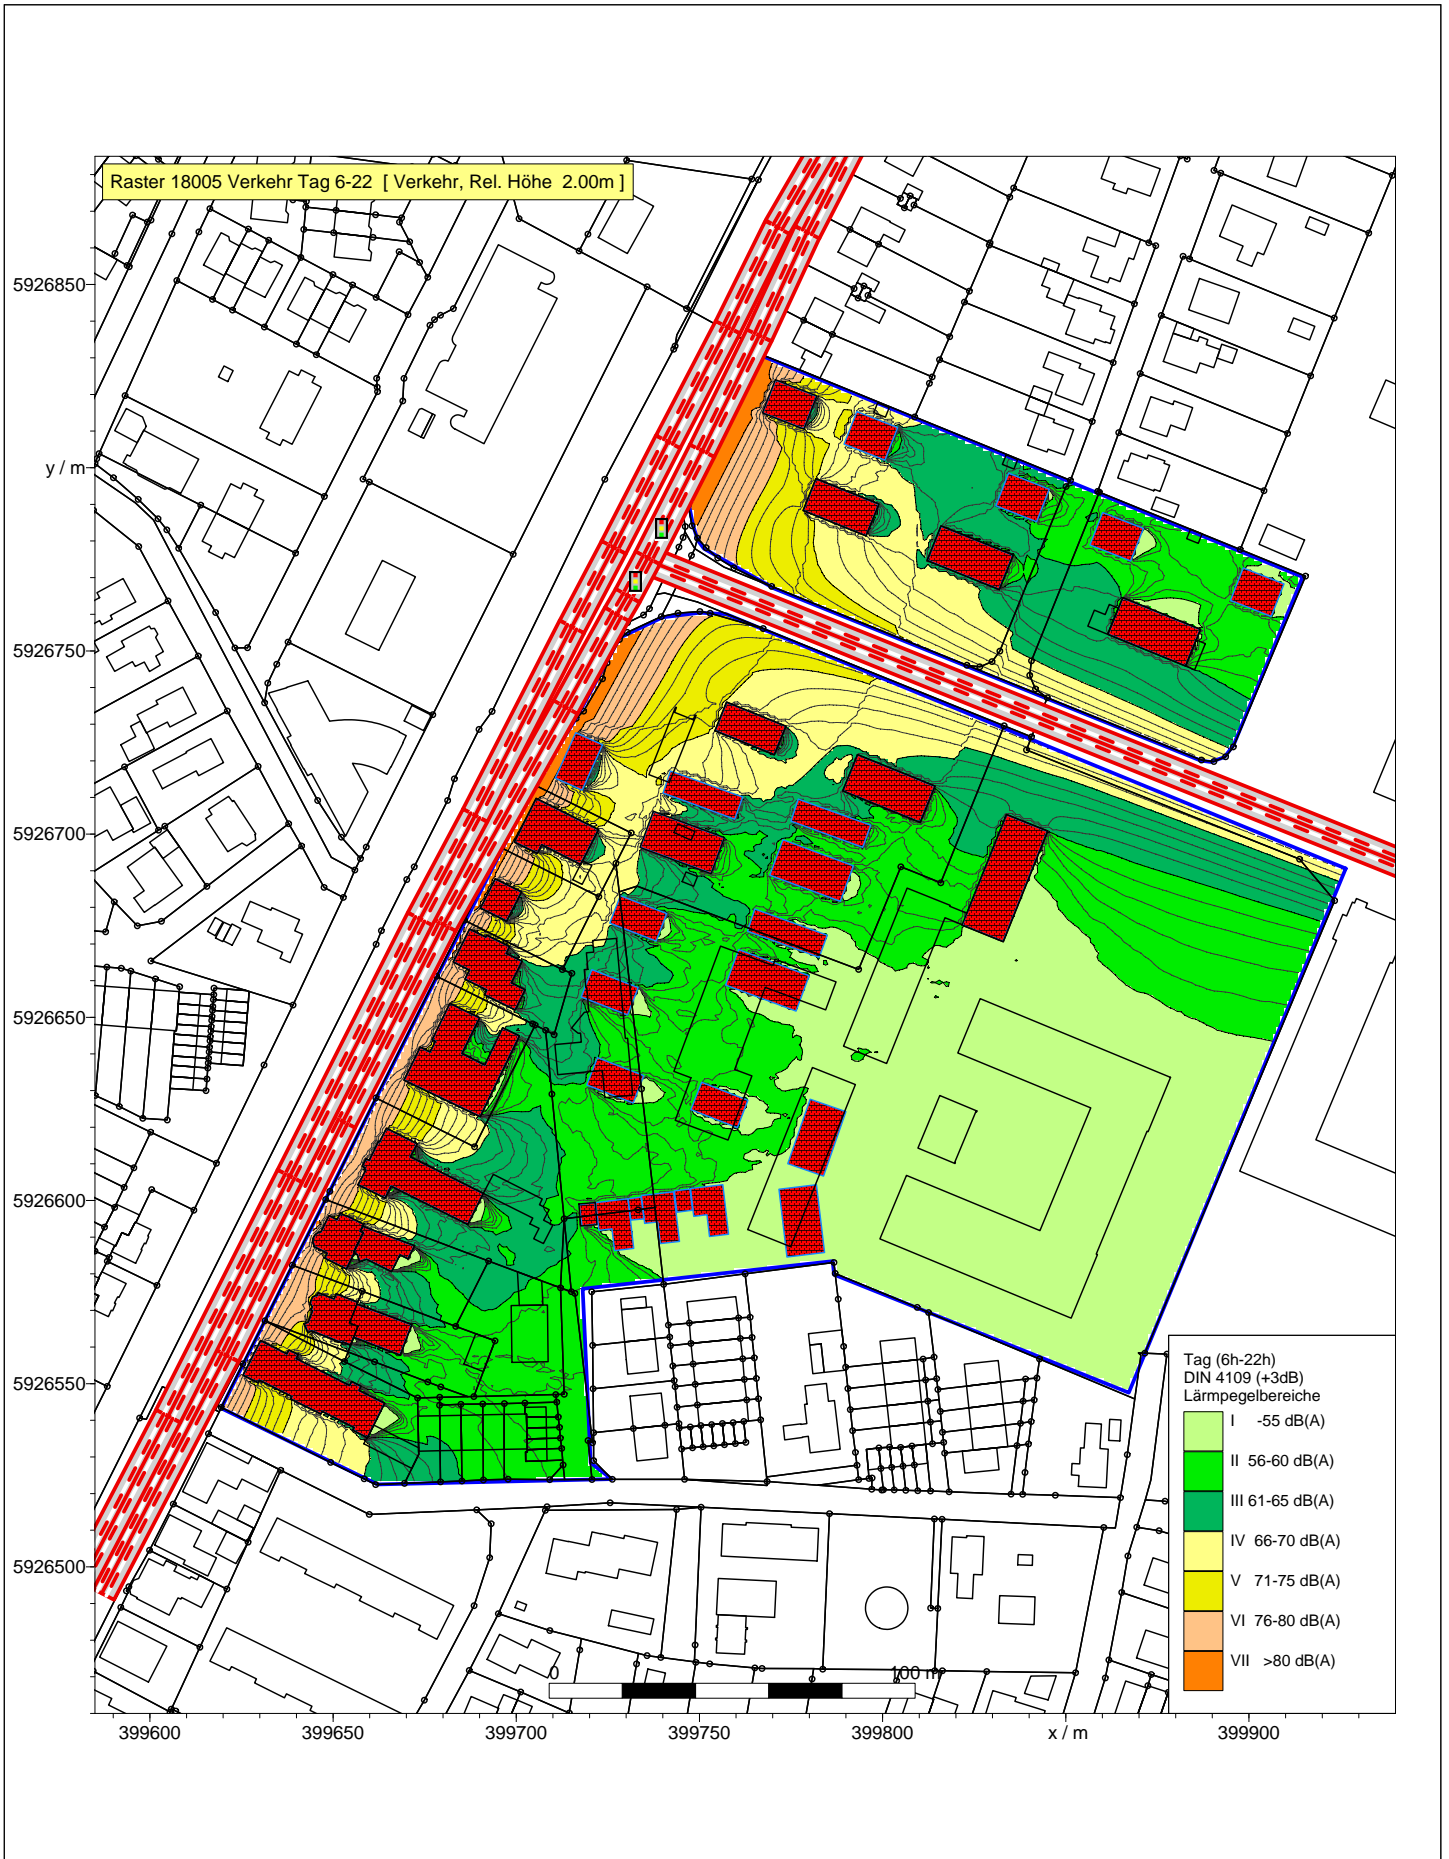 Raster 18005 Verkehr Tag 6-22 [ Verkehr, Rel. Höhe 2.00m ]
5926850
y / m
5926750
5926700
5926650
5926600
5926550
5926500
Tag (6h-22h)
DIN 4109 (+3dB)
Lärmpegelbereiche
I -55 dB(A)
II 56-60 dB(A)
III 61-65 dB(A)
IV 66-70 dB(A)
V 71-75 dB(A)
VI 76-80 dB(A)
VII >80 dB(A)
0 100 m
399600 399650 399700 399750 399800 x / m 399900